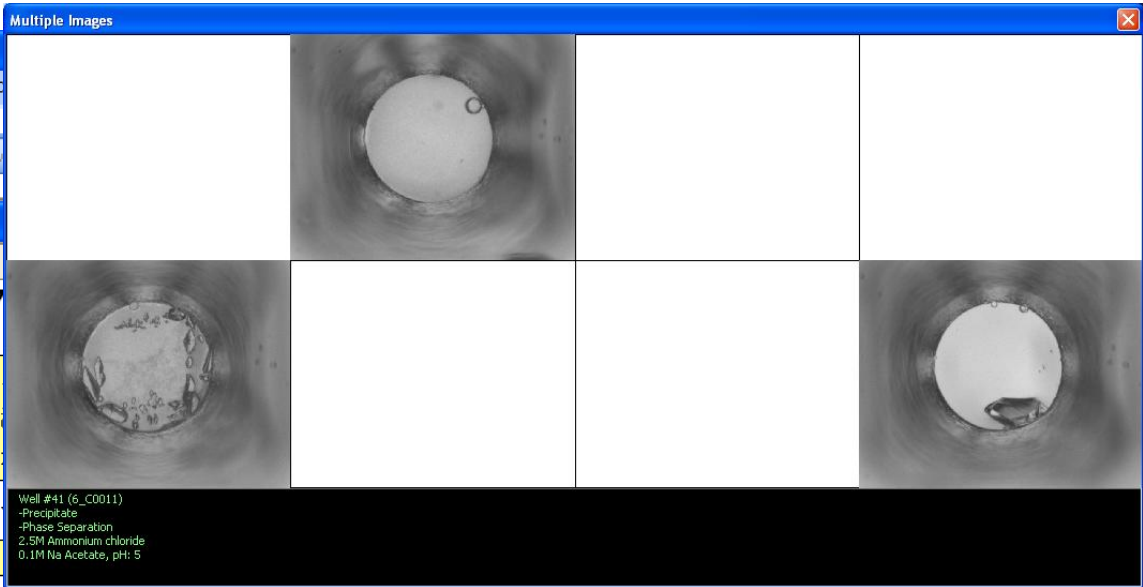 Multiple Images
Well #41 (6_C0011)
-Precipitate
-Phase Separation
2.5M Ammonium chloride
0.1M Na Acetate, pH: 5